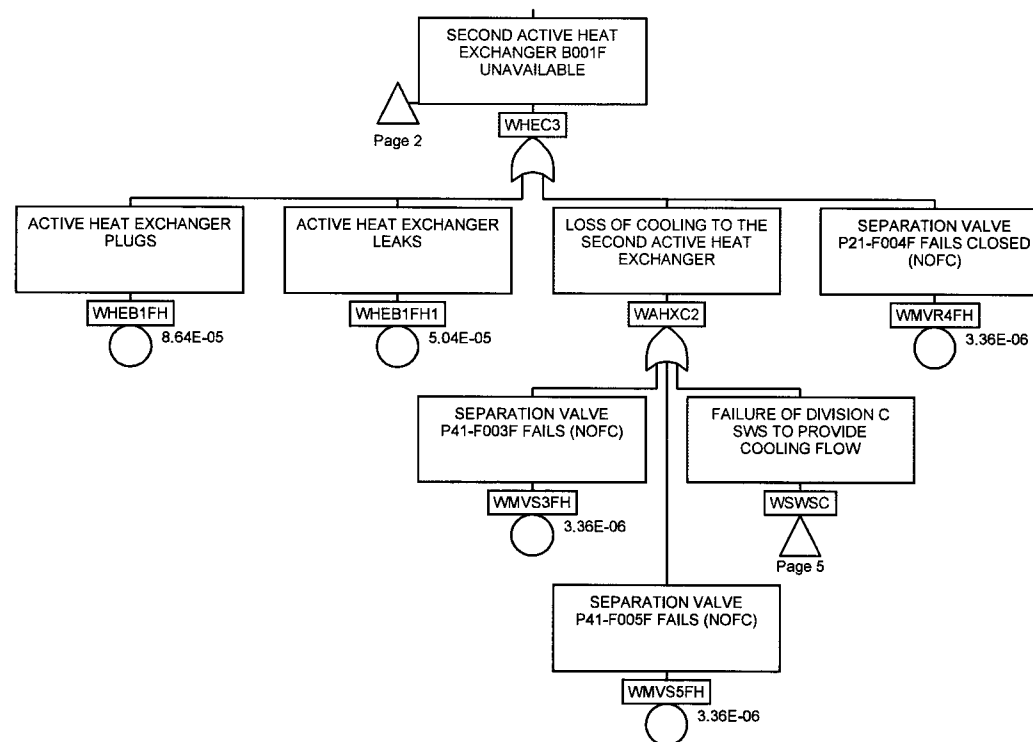 SECOND ACTIVE HEAT
EXCHANGER B001F
UNAVAILABLE
Page 2
WHEC3
ACTIVE HEAT EXCHANGER
PLUGS
WHEB1FH
8.64E-05
ACTIVE HEAT EXCHANGER
LEAKS
WHEB1FH1
5.04E-05
LOSS OF COOLING TO THE
SECOND ACTIVE HEAT
EXCHANGER
WAHXC2
SEPARATION VALVE
P21-F004F FAILS CLOSED
(NOFC)
WMVR4FH
3.36E-06
SEPARATION VALVE
P41-F003F FAILS (NOFC)
WMVS3FH
3.36E-06
FAILURE OF DIVISION C
SWS TO PROVIDE
COOLING FLOW
WSWSC
Page 5
SEPARATION VALVE
P41-F005F FAILS (NOFC)
WMVS5FH
3.36E-06